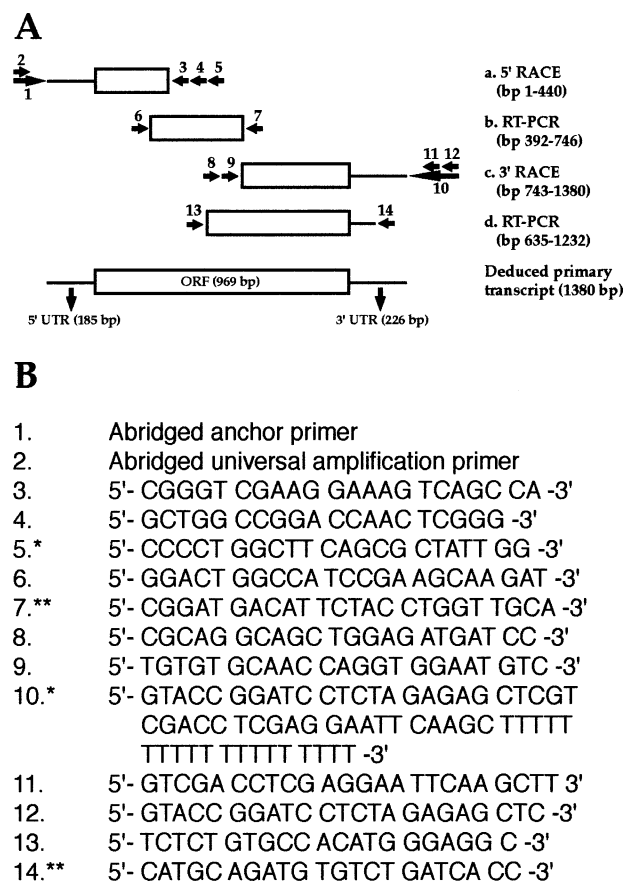 A
2
1
3 4 5
a. 5' RACE
(bp 1-440)
6
7
b. RT-PCR
(bp 392-746)
8 9
11 12
10
c. 3' RACE
(bp 743-1380)
13
14
d. RT-PCR
(bp 635-1232)
ORF (969 bp)
Deduced primary
transcript (1380 bp)
5' UTR (185 bp)
3' UTR (226 bp)
B
1. Abridged anchor primer
2. Abridged universal amplification primer
3. 5'- CGGGT CGAAG GAAAG TCAGC CA -3'
4. 5'- GCTGG CCGGA CCAAC TCGGG -3'
5.* 5'- CCCCT GGCTT CAGCG CTATT GG -3'
6. 5'- GGACT GGCCA TCCGA AGCAA GAT -3'
7.** 5'- CGGAT GACAT TCTAC CTGGT TGCA -3'
8. 5'- CGCAG GCAGC TGGAG ATGAT CC -3'
9. 5'- TGTGT GCAAC CAGGT GGAAT GTC -3'
10.* 5'- GTACC GGATC CTCTA GAGAG CTCGT
CGACC TCGAG GAATT CAAGC TTTTT
TTTTT TTTTT TTTT -3'
11. 5'- GTCGA CCTCG AGGAA TTCAA GCTT 3'
12. 5'- GTACC GGATC CTCTA GAGAG CTC -3'
13. 5'- TCTCT GTGCC ACATG GGAGG C -3'
14.** 5'- CATGC AGATG TGTCT GATCA CC -3'